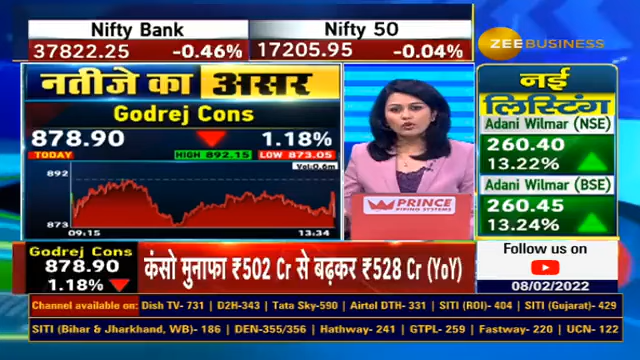 Nifty Bank
37822.25 -0.46%
Nifty 50
17205.95 -0.04%
ZEE BUSINESS
नतीजे का असर
Godrej Cons
878.90 1.18%
TODAY HIGH 892.15 LOW 873.05
Vol:0.6m
892
873
09:15 13:34
PRINCE
PIPING SYSTEMS
नई
लिस्टिंग
Adani Wilmar (NSE)
260.40
13.22%
Adani Wilmar (BSE)
260.45
13.24%
Godrej Cons
878.90
1.18%
कंसो मुनाफा ₹502 Cr से बढ़कर ₹528 Cr (YoY)
Follow us on
08/02/2022
Channel available on: Dish TV- 731 | D2H-343 | Tata Sky-590 | Airtel DTH- 331 | SITI (ROI)- 404 | SITI (Gujarat)- 429
SITI (Bihar & Jharkhand, WB)- 186 | DEN-355/356 | Hathway- 241 | GTPL- 259 | Fastway- 220 | UCN- 122